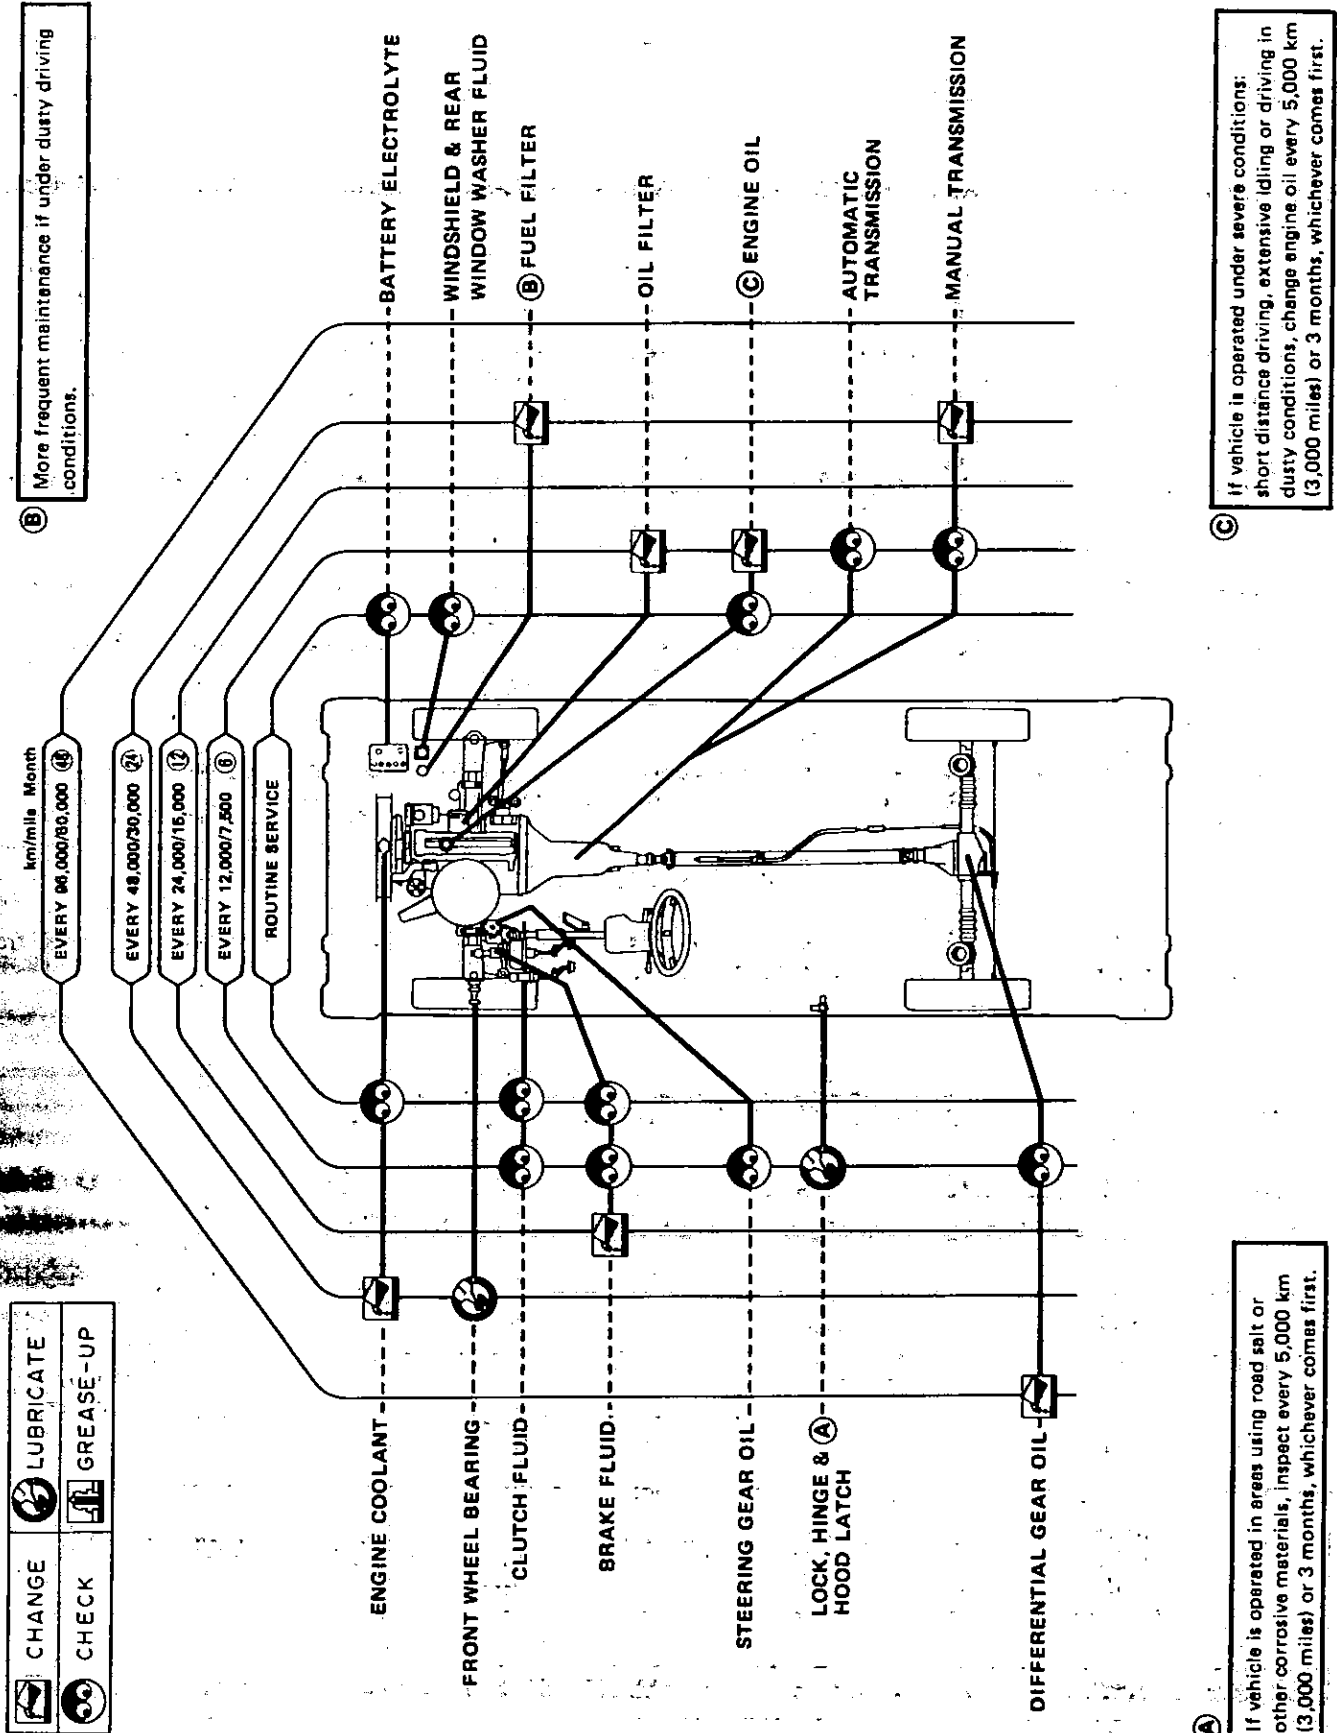 CHANGE
LUBRICATE
CHECK
GREASE-UP
km/mile Month
EVERY 96,000/60,000 48
EVERY 48,000/30,000 24
EVERY 24,000/15,000 12
EVERY 12,000/7,500 6
ROUTINE SERVICE
B
More frequent maintenance if under dusty driving
conditions.
ENGINE COOLANT
FRONT WHEEL BEARING
CLUTCH FLUID
BRAKE FLUID
STEERING GEAR OIL
LOCK, HINGE & A
HOOD LATCH
DIFFERENTIAL GEAR OIL
BATTERY ELECTROLYTE
WINDSHIELD & REAR
WINDOW WASHER FLUID
B FUEL FILTER
OIL FILTER
C ENGINE OIL
AUTOMATIC
TRANSMISSION
MANUAL TRANSMISSION
A
If vehicle is operated in areas using road salt or
other corrosive materials, inspect every 5,000 km
(3,000 miles) or 3 months, whichever comes first.
C
If vehicle is operated under severe conditions:
short distance driving, extensive idling or driving in
dusty conditions, change engine oil every 5,000 km
(3,000 miles) or 3 months, whichever comes first.